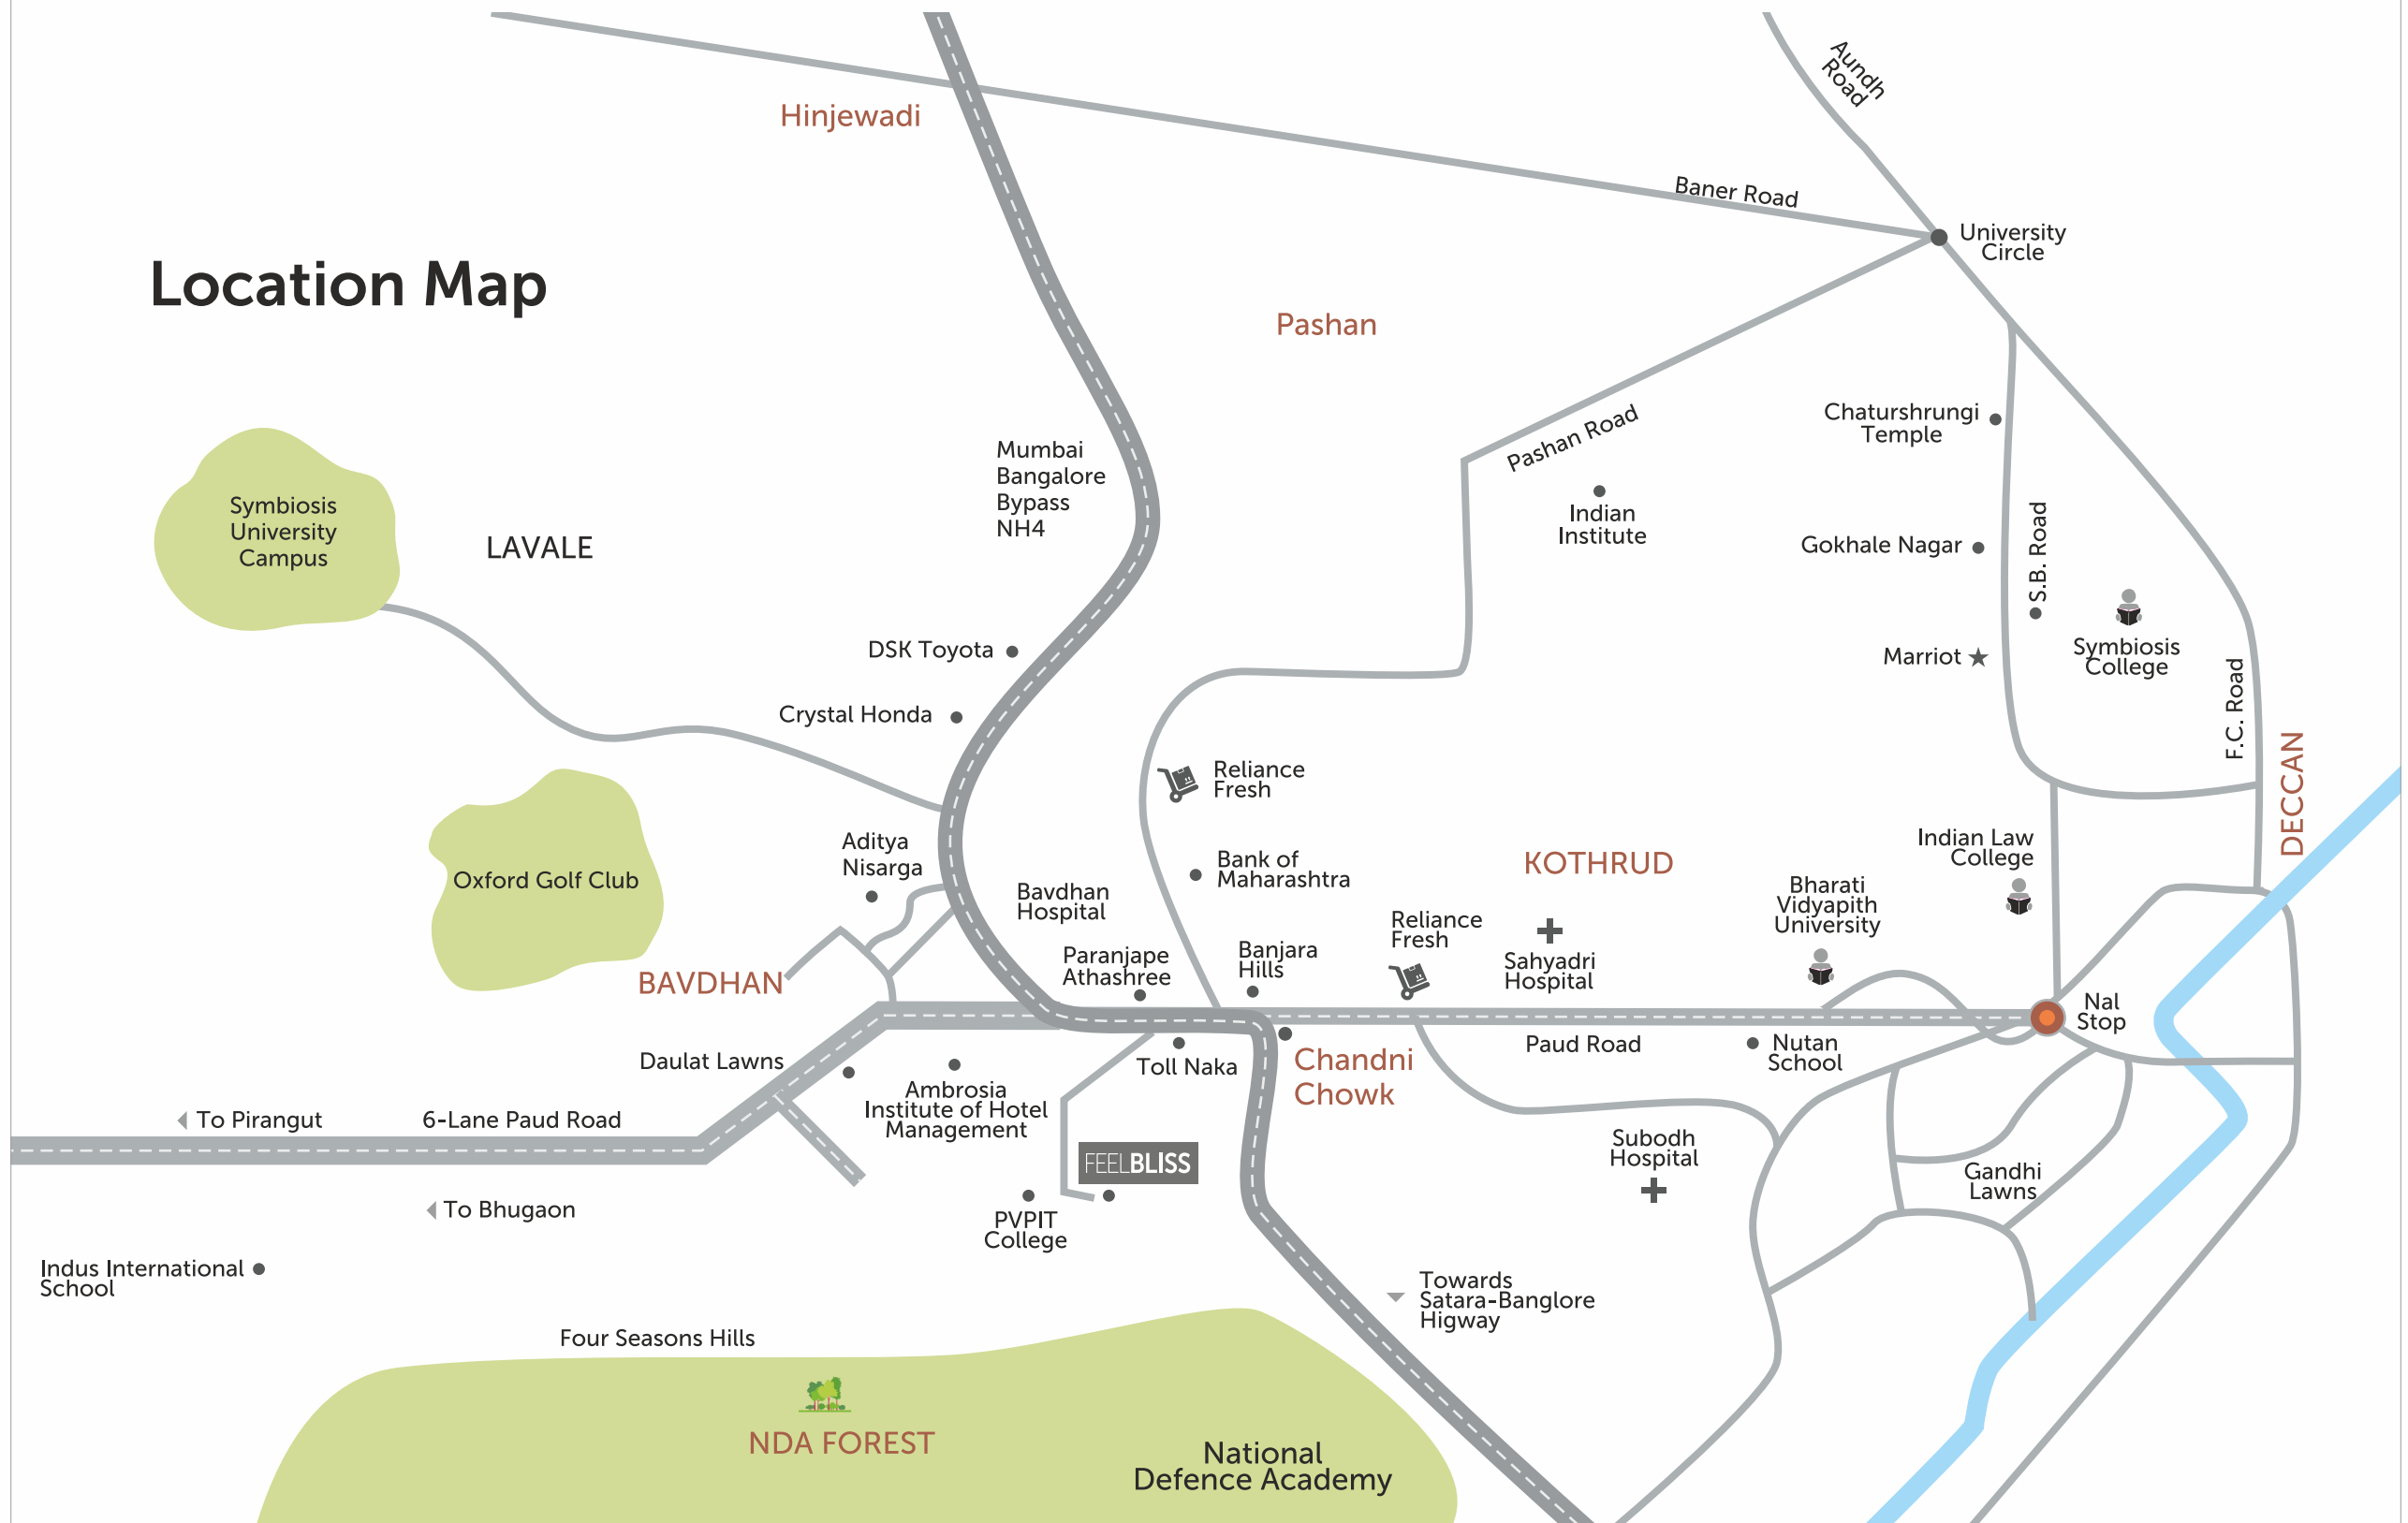 Aundh
Road
Hinjewadi
Baner Road
University
Circle
Location Map
Pashan
Chaturshrungi
Temple
Pashan Road
Mumbai
Bangalore
Bypass
NH4
Symbiosis
University
Campus
LAVALE
Indian
Institute
Gokhale Nagar
S.B. Road
DSK Toyota
Marriot
Symbiosis
College
Crystal Honda
F.C. Road
DECCAN
Reliance
Fresh
Aditya
Nisarga
Oxford Golf Club
Bank of
Maharashtra
KOTHRUD
Indian Law
College
Bavdhan
Hospital
Bharati
Vidyapith
University
Reliance
Fresh
Paranjape
Athashree
Banjara
Hills
Sahyadri
Hospital
BAVDHAN
Nal
Stop
Daulat Lawns
Ambrosia
Institute of Hotel
Management
Toll Naka
Chandni
Chowk
Paud Road
Nutan
School
To Pirangut
6-Lane Paud Road
FEELBLISS
Subodh
Hospital
Gandhi
Lawns
To Bhugaon
PVPIT
College
Indus International
School
Towards
Satara-Banglore
Higway
Four Seasons Hills
NDA FOREST
National
Defence Academy